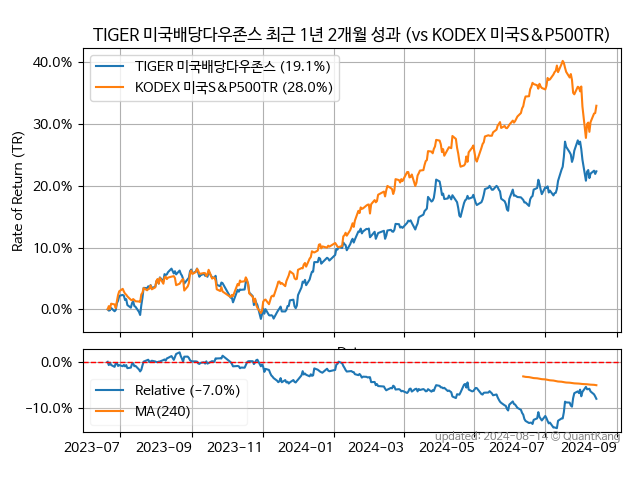 TIGER 미국배당다우존스 최근 1년 2개월 성과 (vs KODEX 미국S&P500TR)
TIGER 미국배당다우존스 (19.1%)
KODEX 미국S&P500TR (28.0%)
Rate of Return (TR)
40.0%
30.0%
20.0%
10.0%
0.0%
0.0%
−10.0%
Relative (−7.0%)
MA(240)
updated: 2024-08-14 © QuantKang
2023−07
2023−09
2023−11
2024−01
2024−03
2024−05
2024−07
2024−09